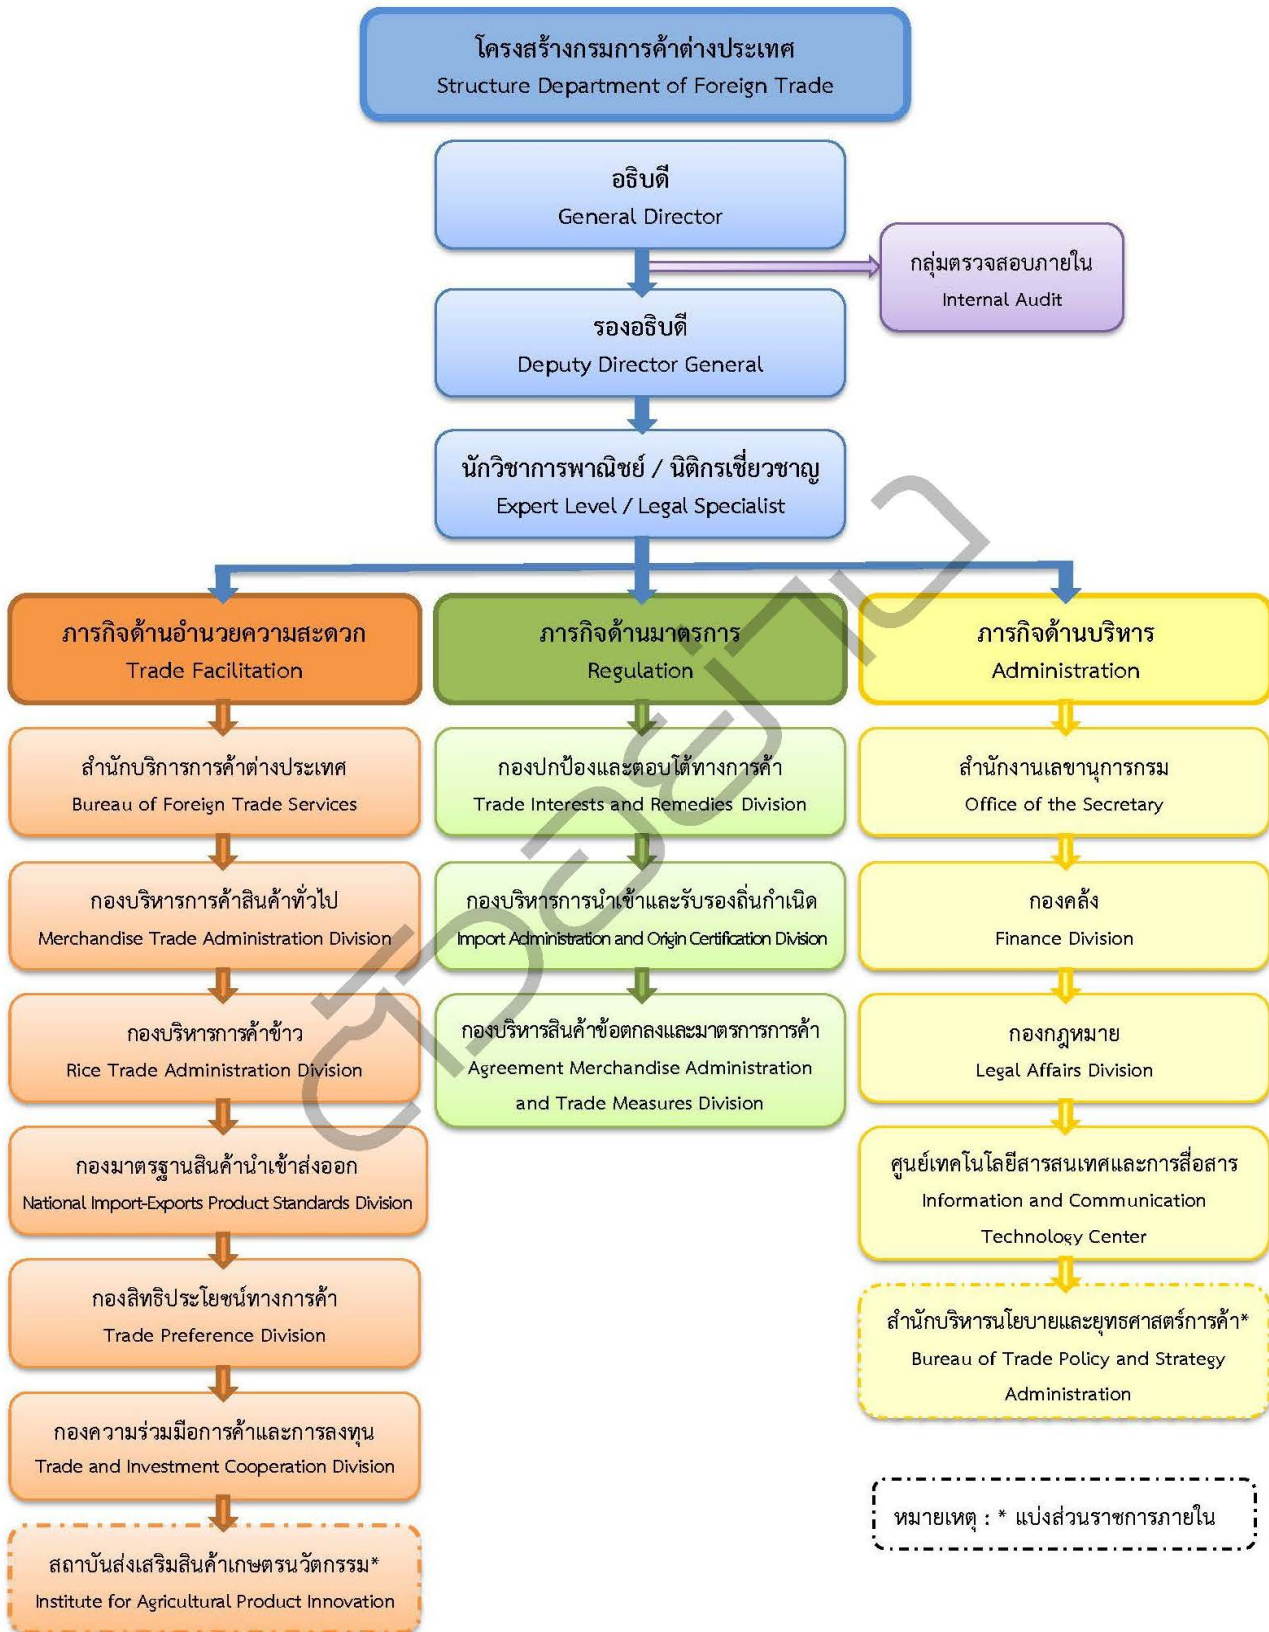 โครงสร้างกรมการค้าต่างประเทศ
Structure Department of Foreign Trade
อธิบดี
General Director
กลุ่มตรวจสอบภายใน
Internal Audit
รองอธิบดี
Deputy Director General
นักวิชาการพาณิชย์ / นิติกรเชี่ยวชาญ
Expert Level / Legal Specialist
ภารกิจด้านอำนวยความสะดวก
Trade Facilitation
สำนักบริการการค้าต่างประเทศ
Bureau of Foreign Trade Services
กองบริหารการค้าสินค้าทั่วไป
Merchandise Trade Administration Division
กองบริหารการค้าข้าว
Rice Trade Administration Division
กองมาตรฐานสินค้านำเข้าส่งออก
National Import-Exports Product Standards Division
กองสิทธิประโยชน์ทางการค้า
Trade Preference Division
กองความร่วมมือการค้าและการลงทุน
Trade and Investment Cooperation Division
สถาบันส่งเสริมสินค้าเกษตรนวัตกรรม*
Institute for Agricultural Product Innovation
ภารกิจด้านมาตรการ
Regulation
กองปกป้องและตอบโต้ทางการค้า
Trade Interests and Remedies Division
กองบริหารการนำเข้าและรับรองถิ่นกำเนิด
Import Administration and Origin Certification Division
กองบริหารสินค้าข้อตกลงและมาตรการการค้า
Agreement Merchandise Administration
and Trade Measures Division
ภารกิจด้านบริหาร
Administration
สำนักงานเลขานุการกรม
Office of the Secretary
กองคลัง
Finance Division
กองกฎหมาย
Legal Affairs Division
ศูนย์เทคโนโลยีสารสนเทศและการสื่อสาร
Information and Communication
Technology Center
สำนักบริหารนโยบายและยุทธศาสตร์การค้า*
Bureau of Trade Policy and Strategy
Administration
หมายเหตุ : * แบ่งส่วนราชการภายใน
ตัวอย่าง